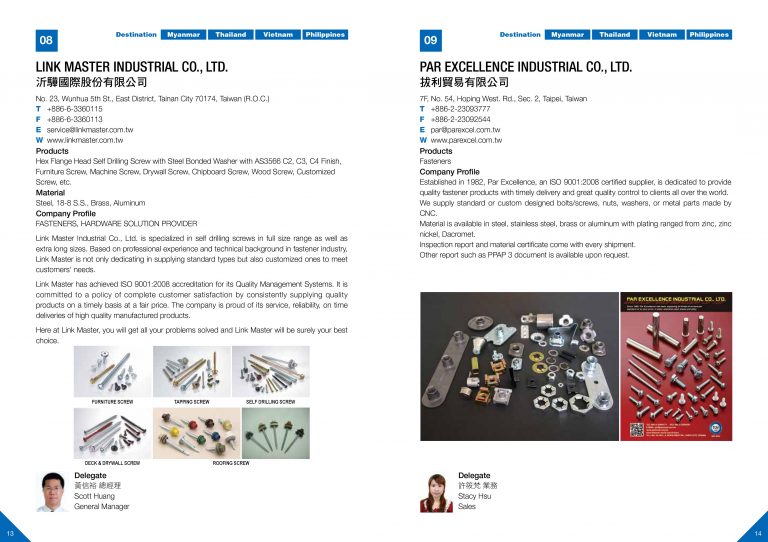 08
Destination Myanmar Thailand Vietnam Philippines
LINK MASTER INDUSTRIAL CO., LTD.
沂驊國際股份有限公司
No. 23, Wunhua 5th St., East District, Tainan City 70174, Taiwan (R.O.C.)
T +886-6-3360115
F +886-6-3360113
E service@linkmaster.com.tw
W www.linkmaster.com.tw
Products
Hex Flange Head Self Drilling Screw with Steel Bonded Washer with AS3566 C2, C3, C4 Finish,
Furniture Screw, Machine Screw, Drywall Screw, Chipboard Screw, Wood Screw, Customized
Screw, etc.
Material
Steel, 18-8 S.S., Brass, Aluminum
Company Profile
FASTENERS, HARDWARE SOLUTION PROVIDER
Link Master Industrial Co., Ltd. is specialized in self drilling screws in full size range as well as
extra long sizes. Based on professional experience and technical background in fastener industry,
Link Master is not only dedicating in supplying standard types but also customized ones to meet
customers' needs.
Link Master has achieved ISO 9001:2008 accreditation for its Quality Management Systems. It is
committed to a policy of complete customer satisfaction by consistently supplying quality
products on a timely basis at a fair price. The company is proud of its service, reliability, on time
deliveries of high quality manufactured products.
Here at Link Master, you will get all your problems solved and Link Master will be surely your best
choice.
FURNITURE SCREW
TAPPING SCREW
SELF DRILLING SCREW
DECK & DRYWALL SCREW
ROOFING SCREW
Delegate
黃信裕 總經理
Scott Huang
General Manager
13
09
Destination Myanmar Thailand Vietnam Philippines
PAR EXCELLENCE INDUSTRIAL CO., LTD.
拔利貿易有限公司
7F, No. 54, Hoping West. Rd., Sec. 2, Taipei, Taiwan
T +886-2-23093777
F +886-2-23092544
E par@parexcel.com.tw
W www.parexcel.com.tw
Products
Fasteners
Company Profile
Established in 1982, Par Excellence, an ISO 9001:2008 certified supplier, is dedicated to provide
quality fastener products with timely delivery and great quality control to clients all over the world.
We supply standard or custom designed bolts/screws, nuts, washers, or metal parts made by
CNC.
Material is available in steel, stainless steel, brass or aluminum with plating ranged from zinc, zinc
nickel, Dacromet.
Inspection report and material certificate come with every shipment.
Other report such as PPAP 3 document is available upon request.
PAR EXCELLENCE INDUSTRIAL CO., LTD.
Delegate
許筱梵 業務
Stacy Hsu
Sales
14